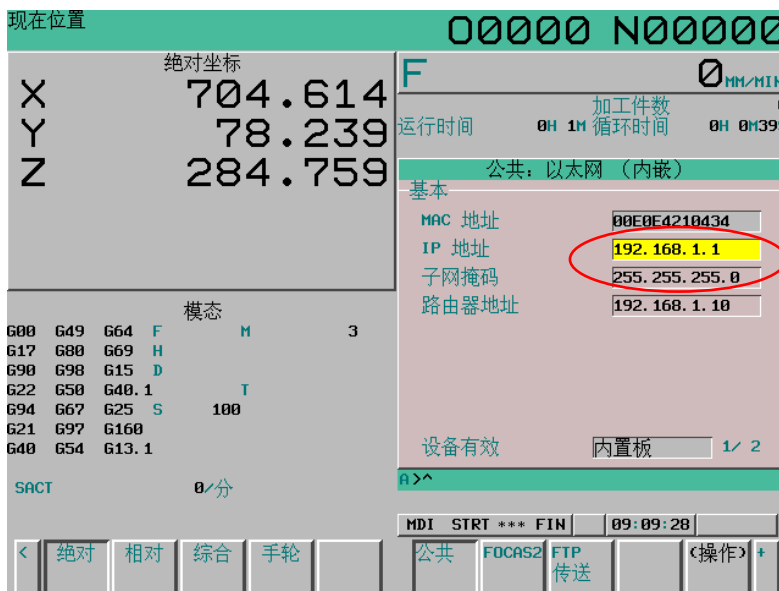 现在位置
O0000 N00000
绝对坐标
X 704.614
Y 78.239
Z 284.759
F 0 MM/MIN
加工件数
运行时间 0H 1M 循环时间 0H 0M39
公共: 以太网 （内嵌）
基本
MAC 地址 00E0E4210434
IP 地址 192.168.1.1
子网掩码 255.255.255.0
路由器地址 192.168.1.10
设备有效 内置板 1/ 2
模态
G00 G49 G64 F M 3
G17 G80 G69 H
G90 G98 G15 D
G22 G50 G40.1 T
G94 G67 G25 S 100
G21 G97 G160
G40 G54 G13.1
SACT 0/分
A>^
MDI STRT *** FIN 09:09:28
< 绝对 相对 综合 手轮
公共 FOCAS2 FTP 传送 (操作) +